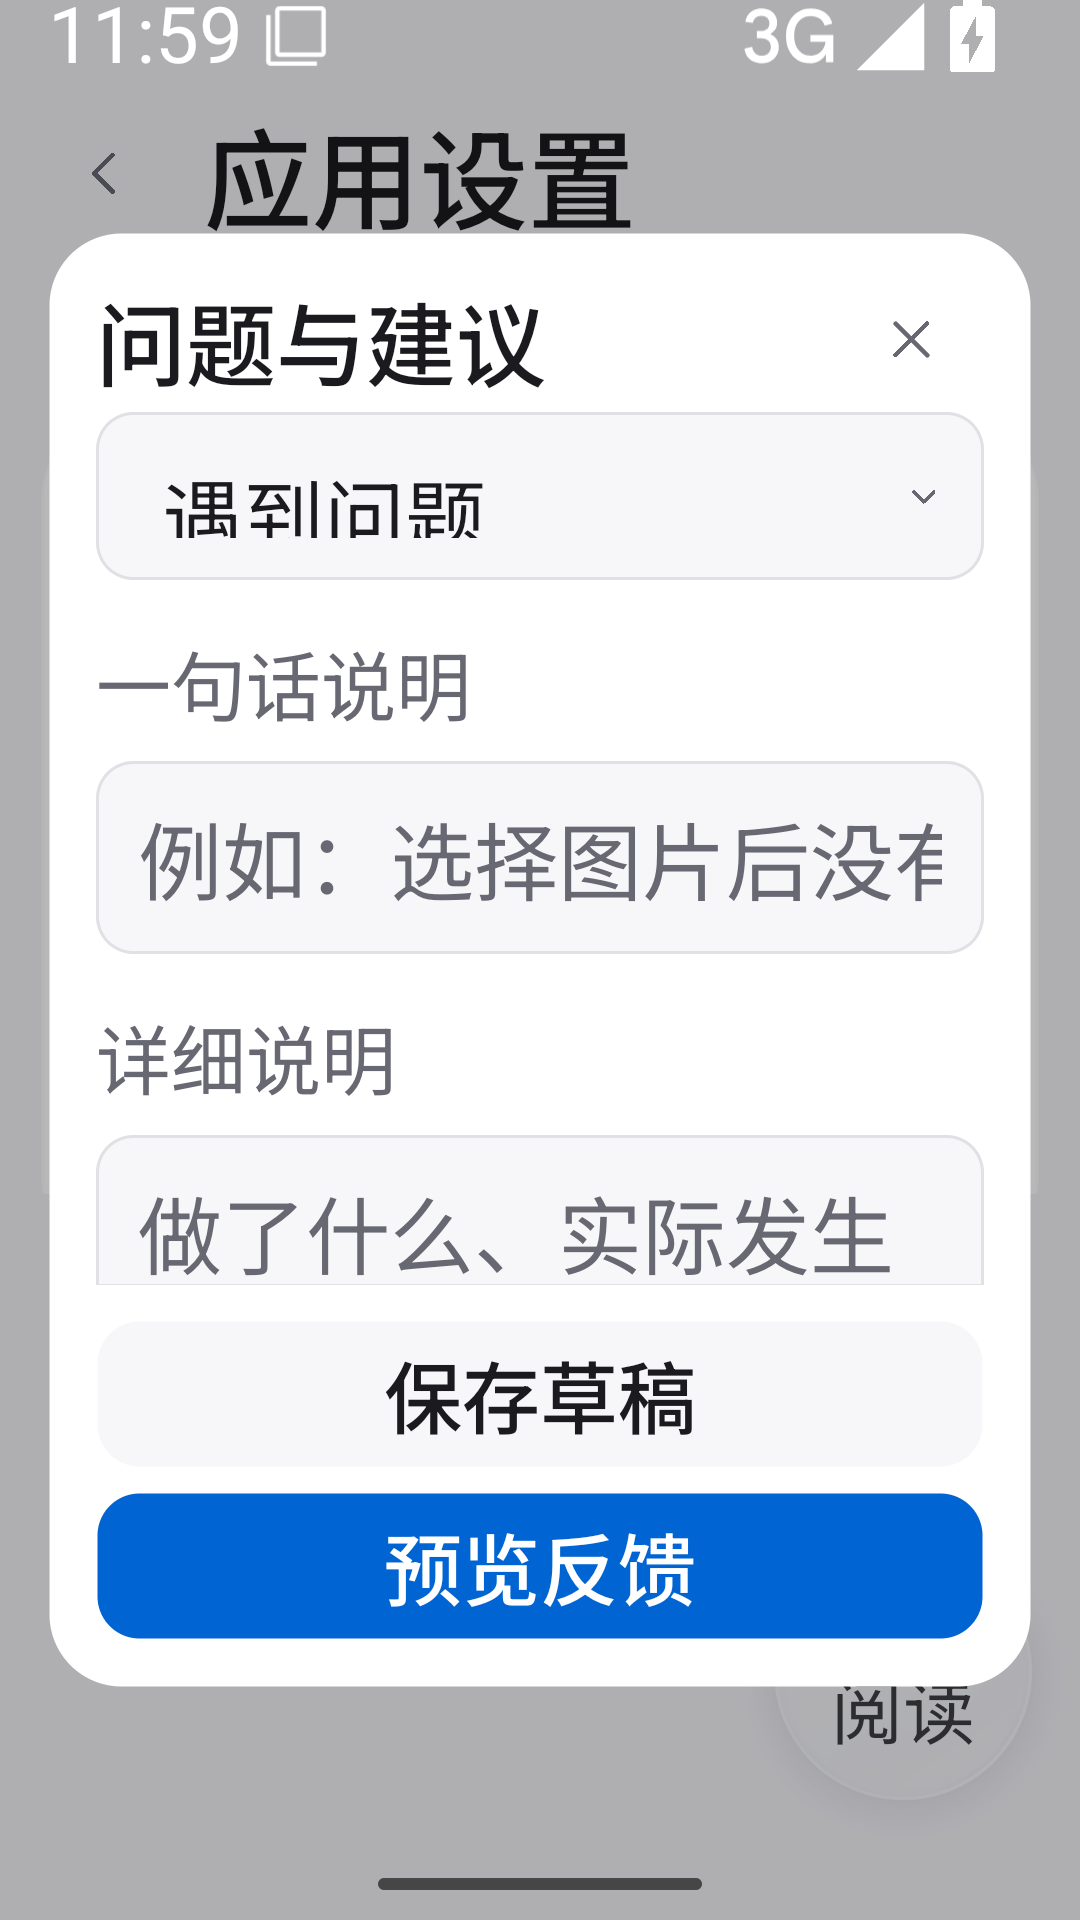 11:59
3G
应用设置
问题与建议
遇到问题
一句话说明
例如：选择图片后没有
详细说明
做了什么、实际发生
保存草稿
预览反馈
阅读